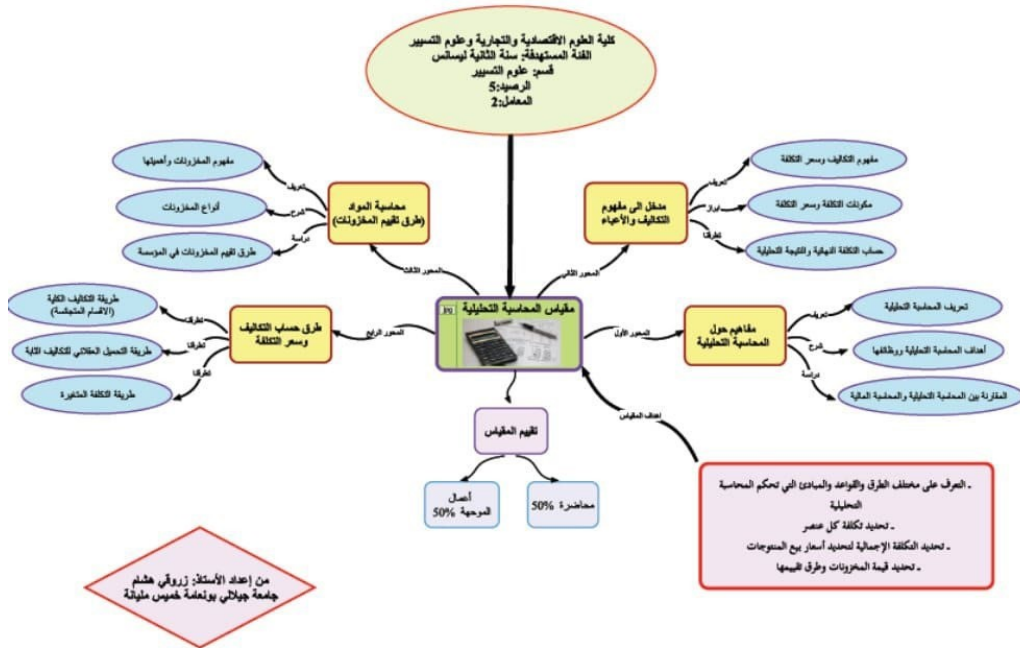 كلية العلوم الاقتصادية والتجارية وعلوم التسيير
الفئة المستهدفة: سنة الثانية ليسانس
قسم: علوم التسيير
الرصيد:5
المعامل:2
مفهوم التكاليف وسعر التكلفة
مكونات التكلفة وسعر التكلفة
حساب التكلفة النهائية والنتيجة التحليلية
تعريف
ابراز
تطرقنا
مدخل الى مفهوم
التكاليف والأعباء
المحور الثاني
مفهوم المخزونات وأهميتها
أنواع المخزونات
طرق تقييم المخزونات في المؤسسة
تعريف
شرح
دراسة
محاسبة المواد
(طرق تقييم المخزونات)
المحور الثالث
مقياس المحاسبة التحليلية
تعريف المحاسبة التحليلية
أهداف المحاسبة التحليلية ووظائفها
المقارنة بين المحاسبة التحليلية والمحاسبة المالية
تعريف
شرح
دراسة
مفاهيم حول
المحاسبة التحليلية
المحور الأول
طريقة التكاليف الكلية
(الاقسام المتجانسة)
طريقة التحميل العقلاني للتكاليف الثابة
طريقة التكلفة المتغيرة
تطرقنا
تطرقنا
تطرقنا
طرق حساب التكاليف
وسعر التكلفة
المحور الرابع
تقييم المقياس
محاضرة 50%
أعمال
الموجهة 50%
اهداف المقياس
ـ التعرف على مختلف الطرق والقواعد والمبادئ التي تحكم المحاسبة
التحليلية
ـ تحديد تكلفة كل عنصر
ـ تحديد التكلفة الإجمالية لتحديد أسعار بيع المنتوجات
ـ تحديد قيمة المخزونات وطرق تقييمها
من إعداد الأستاذ: زروقي هشام
جامعة جيلالي بونعامة خميس مليانة